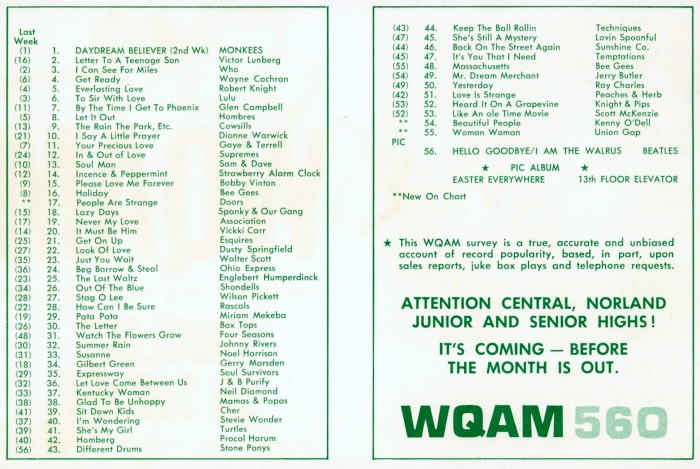 Last
Week
(1) 1. DAYDREAM BELIEVER (2nd Wk) MONKEES
(16) 2. Letter To A Teenage Son Victor Lunberg
(2) 3. I Can See For Miles Who
(6) 4. Get Ready Wayne Cochran
(4) 5. Everlasting Love Robert Knight
(3) 6. To Sir With Love Lulu
(11) 7. By The Time I Get To Phoenix Glen Campbell
(5) 8. Let It Out Hombres
(13) 9. The Rain The Park, Etc. Cowsills
(21) 10. I Say A Little Prayer Dionne Warwick
(7) 11. Your Precious Love Gaye & Terrell
(24) 12. In & Out of Love Supremes
(10) 13. Soul Man Sam & Dave
(12) 14. Incense & Peppermint Strawberry Alarm Clock
(9) 15. Please Love Me Forever Bobby Vinton
(8) 16. Holiday Bee Gees
** 17. People Are Strange Doors
(15) 18. Lazy Days Spanky & Our Gang
(17) 19. Never My Love Association
(14) 20. It Must Be Him Vickki Carr
(25) 21. Get On Up Esquires
(27) 22. Look Of Love Dusty Springfield
(35) 23. Just You Wait Walter Scott
(36) 24. Beg Borrow & Steal Ohio Express
(23) 25. The Last Waltz Englebert Humperdinck
(34) 26. Out Of The Blue Shondells
(28) 27. Stag O Lee Wilson Pickett
(22) 28. How Can I Be Sure Rascals
(19) 29. Pata Pata Miriam Mekeba
(26) 30. The Letter Box Tops
(48) 31. Watch The Flowers Grow Four Seasons
(30) 32. Summer Rain Johnny Rivers
(31) 33. Susanne Noel Harrison
(18) 34. Gilbert Green Gerry Marsden
(29) 35. Expressway Soul Survivors
(32) 36. Let Love Come Between Us J & B Purify
(33) 37. Kentucky Woman Neil Diamond
(38) 38. Glad To Be Unhappy Mamas & Papas
(41) 39. Sit Down Kids Cher
(37) 40. I'm Wondering Stevie Wonder
(39) 41. She's My Girl Turtles
(40) 42. Homberg Procol Harum
(56) 43. Different Drums Stone Ponys
(43) 44. Keep The Ball Rollin Techniques
(47) 45. She's Still A Mystery Lovin Spoonful
(44) 46. Back On The Street Again Sunshine Co.
(45) 47. It's You That I Need Temptations
(55) 48. Massachusetts Bee Gees
(54) 49. Mr. Dream Merchant Jerry Butler
(49) 50. Yesterday Ray Charles
(42) 51. Love Is Strange Peaches & Herb
(53) 52. Heard It On A Grapevine Knight & Pips
(52) 53. Like An ole Time Movie Scott McKenzie
** 54. Beautiful People Kenny O'Dell
** 55. Woman Woman Union Gap
PIC
56. HELLO GOODBYE/I AM THE WALRUS BEATLES
★ PIC ALBUM ★
EASTER EVERYWHERE 13th FLOOR ELEVATOR
**New On Chart
★ This WQAM survey is a true, accurate and unbiased
account of record popularity, based, in part, upon
sales reports, juke box plays and telephone requests.
ATTENTION CENTRAL, NORLAND
JUNIOR AND SENIOR HIGHS!
IT'S COMING — BEFORE
THE MONTH IS OUT.
WQAM 560